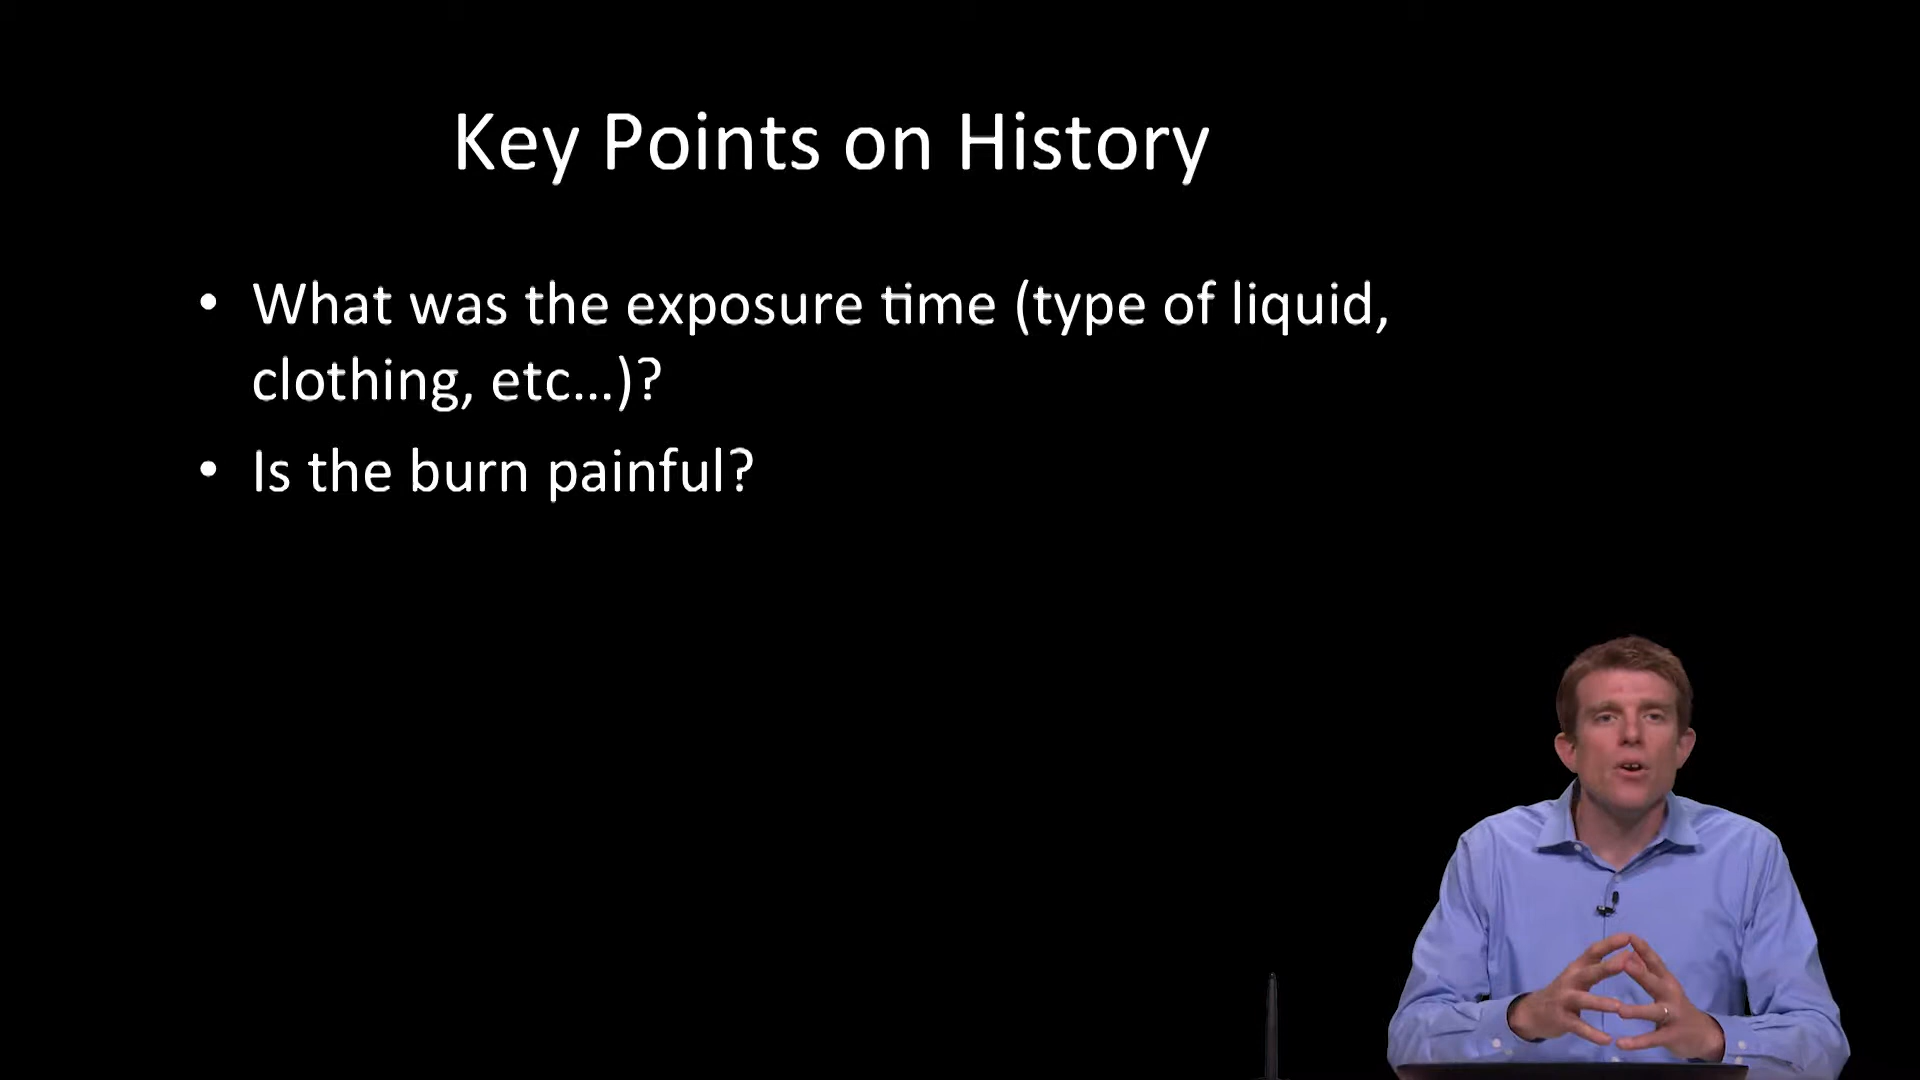 Key Points on History
• What was the exposure time (type of liquid,
clothing, etc...)?
• Is the burn painful?